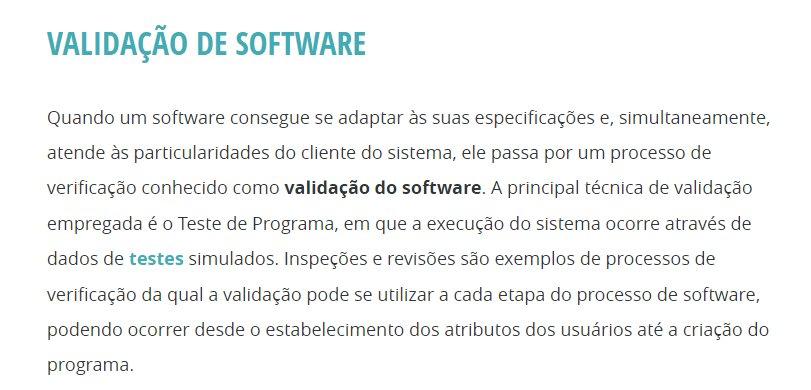 VALIDAÇÃO DE SOFTWARE
Quando um software consegue se adaptar às suas especificações e, simultaneamente,
atende às particularidades do cliente do sistema, ele passa por um processo de
verificação conhecido como validação do software. A principal técnica de validação
empregada é o Teste de Programa, em que a execução do sistema ocorre através de
dados de testes simulados. Inspeções e revisões são exemplos de processos de
verificação da qual a validação pode se utilizar a cada etapa do processo de software,
podendo ocorrer desde o estabelecimento dos atributos dos usuários até a criação do
programa.